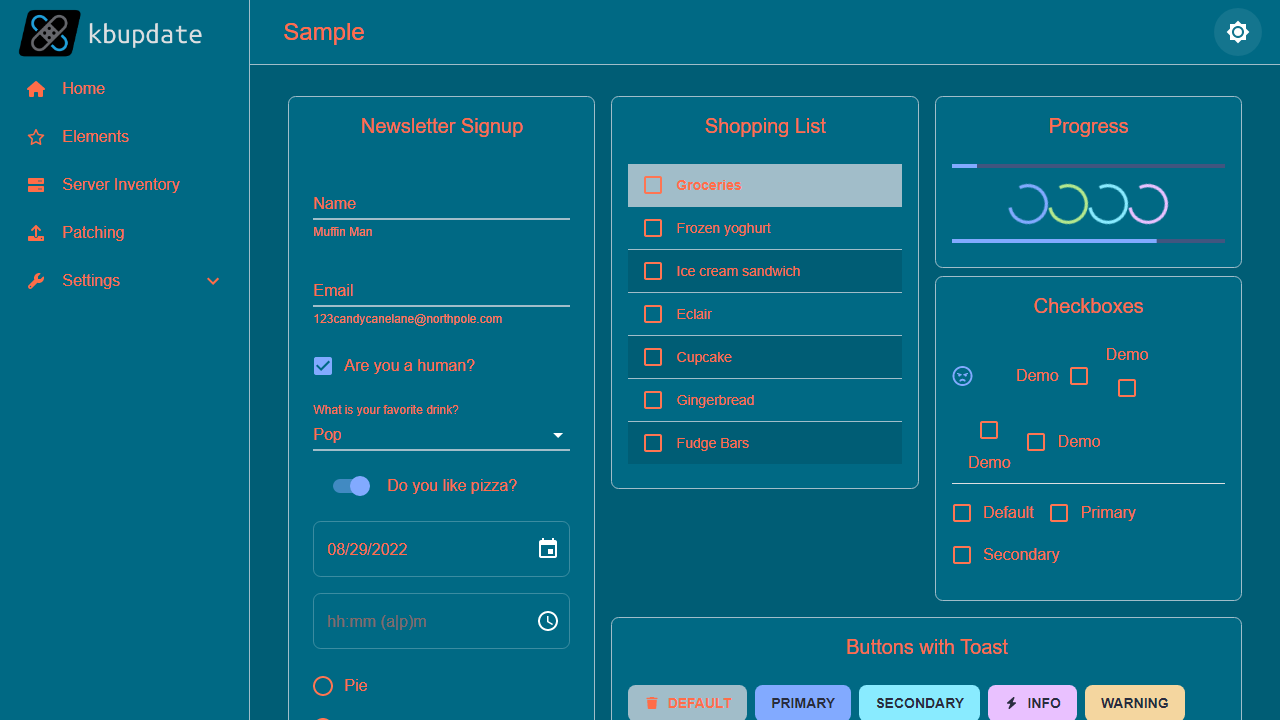 kbupdate
Sample
Home
Elements
Server Inventory
Patching
Settings
Newsletter Signup
Name
Muffin Man
Email
123candycanelane@northpole.com
Are you a human?
What is your favorite drink?
Pop
Do you like pizza?
08/29/2022
hh:mm (a|p)m
Pie
Shopping List
Groceries
Frozen yoghurt
Ice cream sandwich
Eclair
Cupcake
Gingerbread
Fudge Bars
Progress
Checkboxes
Demo
Demo
Demo
Demo
Default Primary
Secondary
Buttons with Toast
DEFAULT PRIMARY SECONDARY INFO WARNING